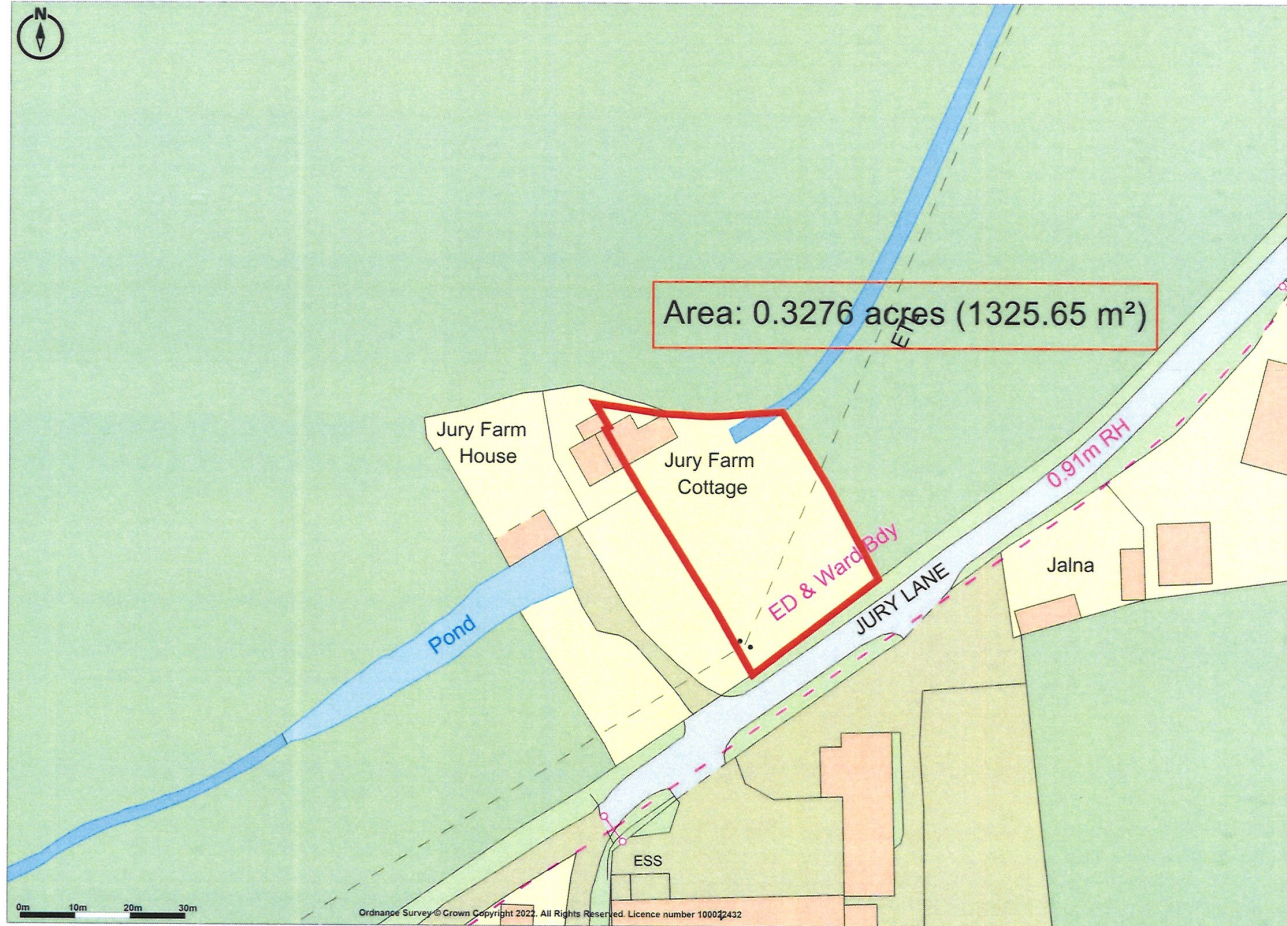 N
Area: 0.3276 acres (1325.65 m²)
ETL
Jury Farm
House
Jury Farm
Cottage
0.91m RH
ED & Ward Bdy
JURY LANE
Jalna
Pond
ESS
0m 10m 20m 30m
Ordnance Survey © Crown Copyright 2022. All Rights Reserved. Licence number 100022432